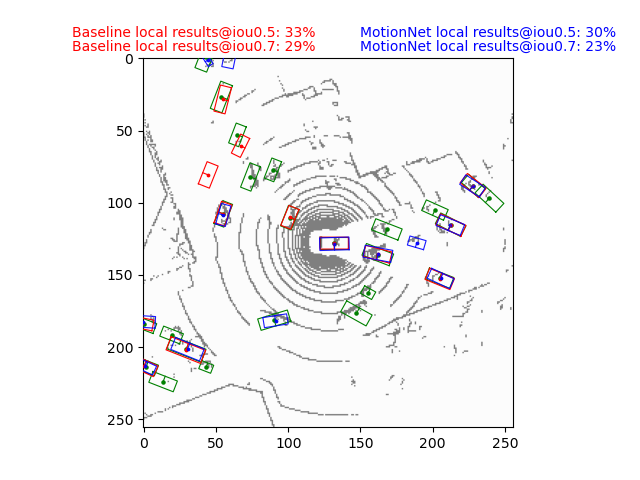 Baseline local results@iou0.5: 33%
MotionNet local results@iou0.5: 30%
Baseline local results@iou0.7: 29%
MotionNet local results@iou0.7: 23%
0
50
100
150
200
250
0 50 100 150 200 250